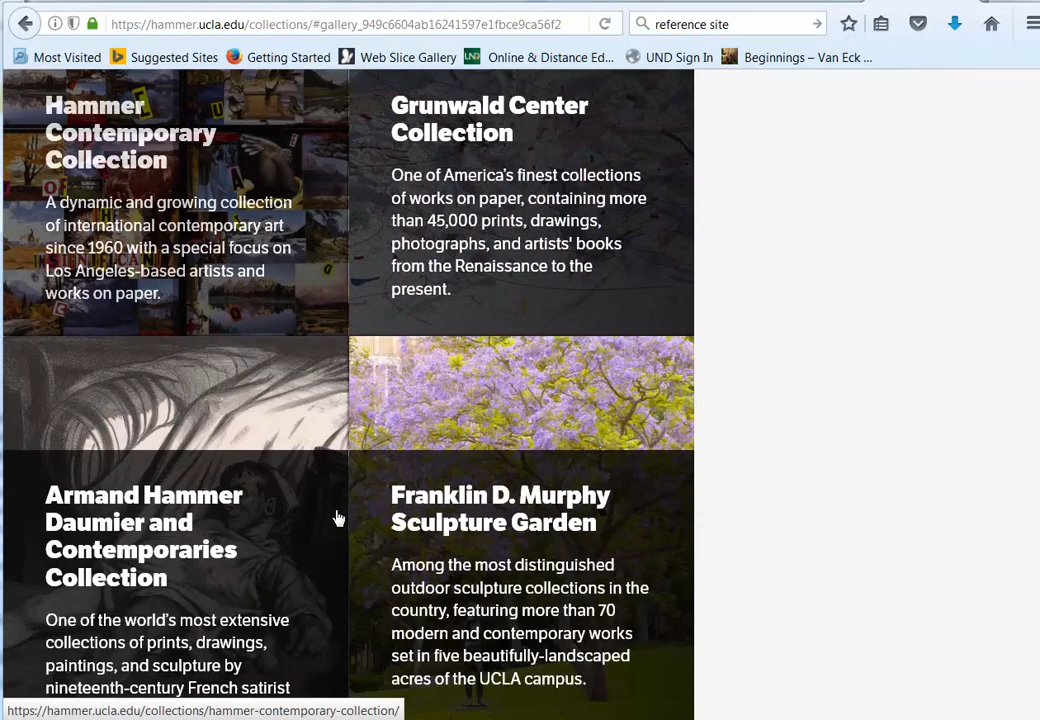 https://hammer.ucla.edu/collections/#gallery_949c6604ab16241597e1fbce9ca56f2
reference site
Most Visited
Suggested Sites
Getting Started
Web Slice Gallery
Online & Distance Ed...
UND Sign In
Beginnings – Van Eck ...
Hammer
Contemporary
Collection
A dynamic and growing collection
of international contemporary art
since 1960 with a special focus on
Los Angeles-based artists and
works on paper.
Grunwald Center
Collection
One of America's finest collections
of works on paper, containing more
than 45,000 prints, drawings,
photographs, and artists' books
from the Renaissance to the
present.
Armand Hammer
Daumier and
Contemporaries
Collection
One of the world's most extensive
collections of prints, drawings,
paintings, and sculpture by
nineteenth-century French satirist
Franklin D. Murphy
Sculpture Garden
Among the most distinguished
outdoor sculpture collections in the
country, featuring more than 70
modern and contemporary works
set in five beautifully-landscaped
acres of the UCLA campus.
https://hammer.ucla.edu/collections/hammer-contemporary-collection/